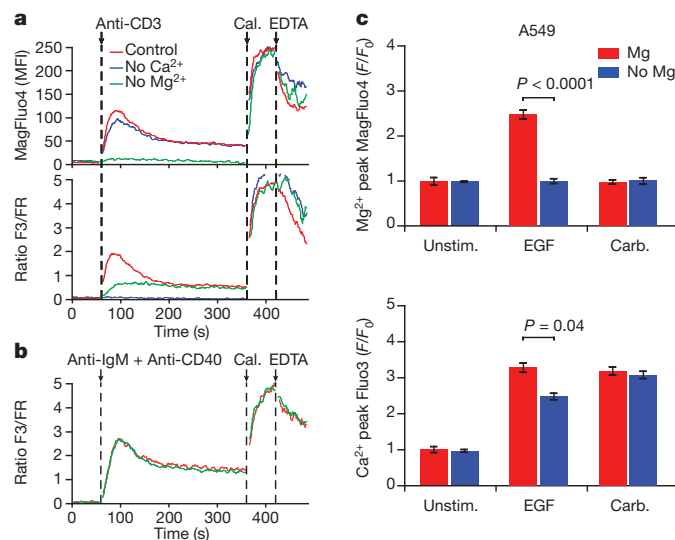 a
Anti-CD3
Cal. EDTA
Control
No Ca²⁺
No Mg²⁺
MagFluo4 (MFI)
250
200
150
100
50
0
Ratio F3/FR
5
4
3
2
1
0
0 100 200 300 400
Time (s)
b
Anti-IgM + Anti-CD40 Cal. EDTA
Ratio F3/FR
5
4
3
2
1
0
0 100 200 300 400
Time (s)
c
A549
Mg
No Mg
P < 0.0001
Mg²⁺ peak MagFluo4 (F/F₀)
4
3
2
1
0
Unstim. EGF Carb.
P = 0.04
Ca²⁺ peak Fluo3 (F/F₀)
4
3
2
1
0
Unstim. EGF Carb.